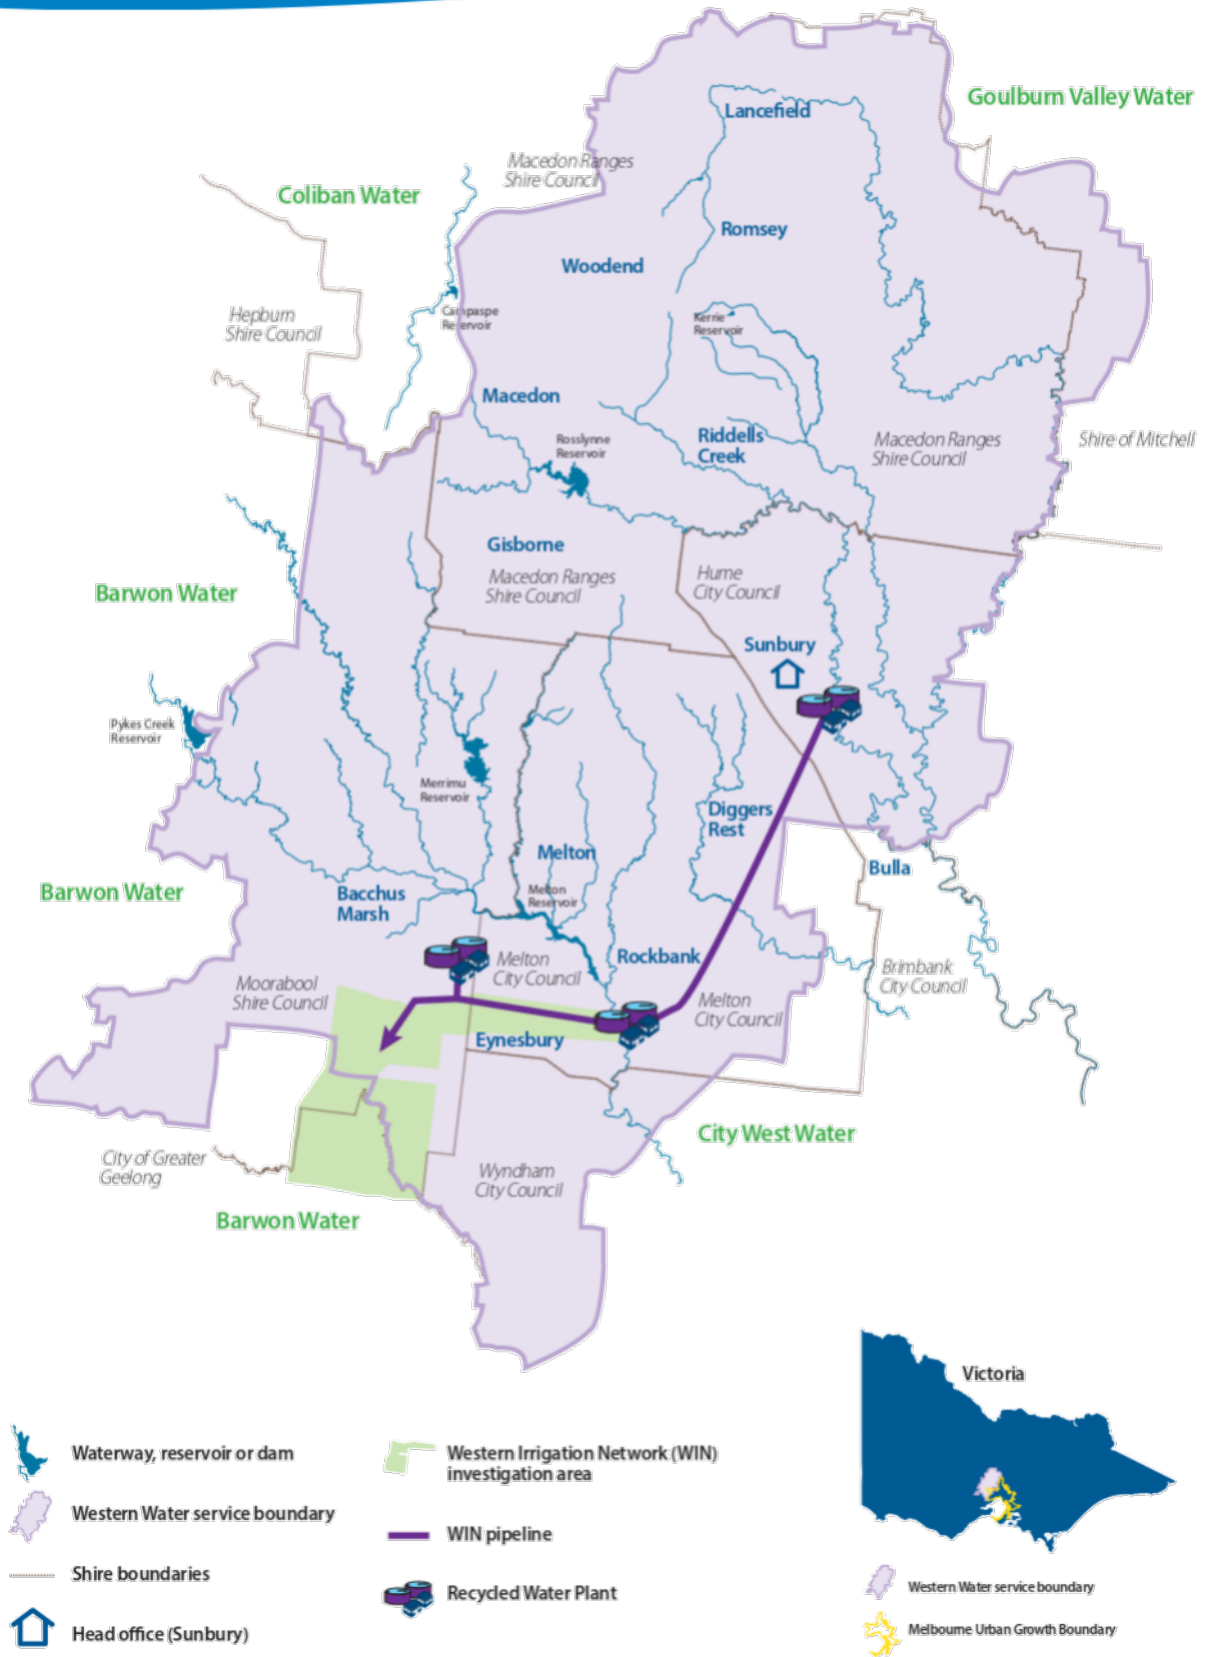 Goulburn Valley Water
Lancefield
Macedon Ranges
Shire Council
Coliban Water
Romsey
Woodend
Hepburn
Shire Council
Campaspe
Reservoir
Kerrie
Reservoir
Macedon
Rosslynne
Reservoir
Riddells
Creek
Macedon Ranges
Shire Council
Shire of Mitchell
Gisborne
Macedon Ranges
Shire Council
Hume
City Council
Barwon Water
Sunbury
Pykes Creek
Reservoir
Merrimu
Reservoir
Diggers
Rest
Melton
Bulla
Barwon Water
Bacchus
Marsh
Melton
Reservoir
Rockbank
Melton
City Council
Brimbank
City Council
Moorabool
Shire Council
Melton
City Council
Eynesbury
City West Water
City of Greater
Geelong
Wyndham
City Council
Barwon Water
Victoria
Waterway, reservoir or dam
Western Water service boundary
Shire boundaries
Head office (Sunbury)
Western Irrigation Network (WIN)
investigation area
WIN pipeline
Recycled Water Plant
Western Water service boundary
Melbourne Urban Growth Boundary